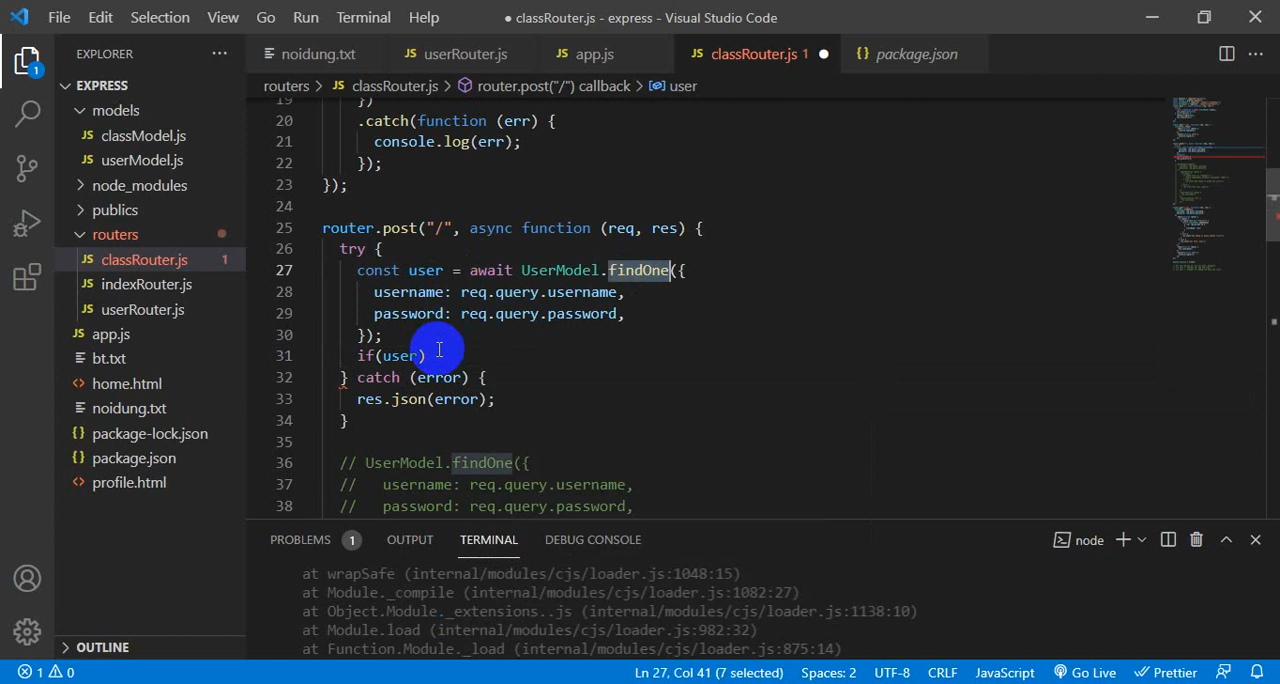 File Edit Selection View Go Run Terminal Help ● classRouter.js - express - Visual Studio Code
EXPLORER ···
noidung.txt JS userRouter.js JS app.js JS classRouter.js 1 ● {} package.json ···
EXPRESS
routers > JS classRouter.js > router.post("/") callback > user
models
JS classModel.js
JS userModel.js
node_modules
publics
routers
JS classRouter.js 1
JS indexRouter.js
JS userRouter.js
JS app.js
bt.txt
<> home.html
noidung.txt
{} package-lock.json
{} package.json
<> profile.html
OUTLINE
1
19 })
20 .catch(function (err) {
21 console.log(err);
22 });
23 });
24
25 router.post("/", async function (req, res) {
26 try {
27 const user = await UserModel.findOne({
28 username: req.query.username,
29 password: req.query.password,
30 });
31 if(user)
32 } catch (error) {
33 res.json(error);
34 }
35
36 // UserModel.findOne({
37 // username: req.query.username,
38 // password: req.query.password,
PROBLEMS 1 OUTPUT TERMINAL DEBUG CONSOLE node
at wrapSafe (internal/modules/cjs/loader.js:1048:15)
at Module._compile (internal/modules/cjs/loader.js:1082:27)
at Object.Module._extensions..js (internal/modules/cjs/loader.js:1138:10)
at Module.load (internal/modules/cjs/loader.js:982:32)
at Function.Module._load (internal/modules/cjs/loader.js:875:14)
1 0 Ln 27, Col 41 (7 selected) Spaces: 2 UTF-8 CRLF JavaScript Go Live Prettier